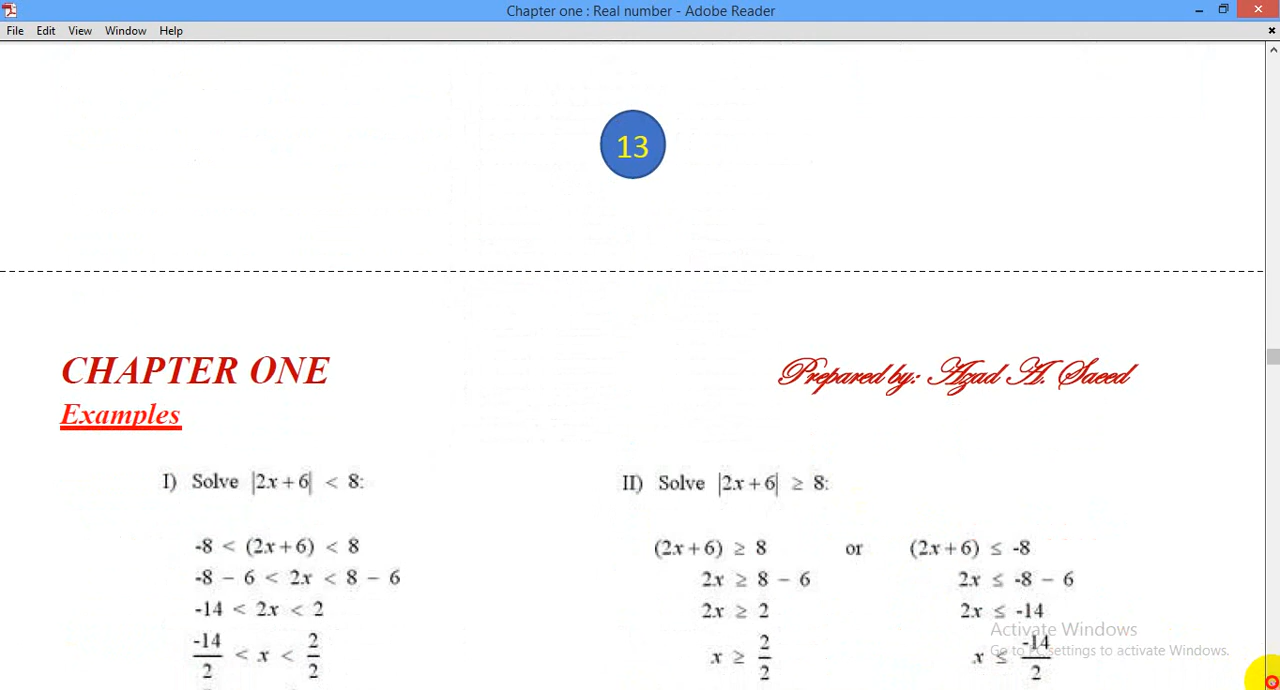 Chapter one : Real number - Adobe Reader
File Edit View Window Help
13
CHAPTER ONE
Prepared by: Azad A. Saeed
Examples
I) Solve |2x+6| < 8:
-8 < (2x+6) < 8
-8 - 6 < 2x < 8 - 6
-14 < 2x < 2
-14/2 < x < 2/2
II) Solve |2x+6| ≥ 8:
(2x+6) ≥ 8 or (2x+6) ≤ -8
2x ≥ 8 - 6 2x ≤ -8 - 6
2x ≥ 2 2x ≤ -14
x ≥ 2/2 x ≤ -14/2
Activate Windows
Go to PC settings to activate Windows.